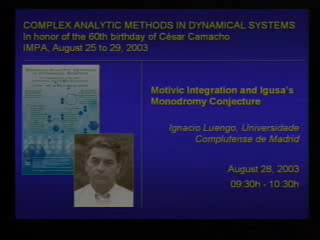 COMPLEX ANALYTIC METHODS IN DYNAMICAL SYSTEMS
In honor of the 60th birthday of César Camacho
IMPA, August 25 to 29, 2003
Motivic Integration and Igusa's
Monodromy Conjecture
Ignacio Luengo, Universidade
Complutense de Madrid
August 28, 2003
09:30h - 10:30h